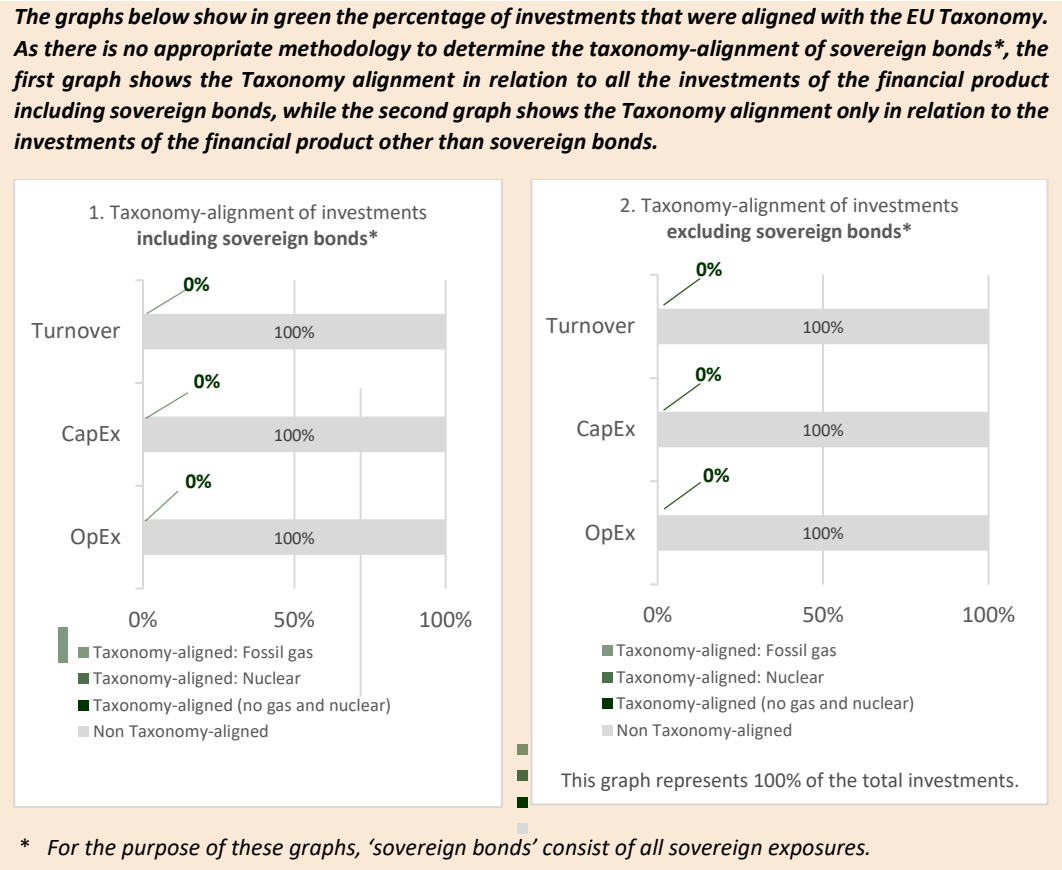 The graphs below show in green the percentage of investments that were aligned with the EU Taxonomy.
As there is no appropriate methodology to determine the taxonomy-alignment of sovereign bonds*, the
first graph shows the Taxonomy alignment in relation to all the investments of the financial product
including sovereign bonds, while the second graph shows the Taxonomy alignment only in relation to the
investments of the financial product other than sovereign bonds.
1. Taxonomy-alignment of investments
including sovereign bonds*
0%
Turnover
100%
0%
CapEx
100%
0%
OpEx
100%
0%
50%
100%
Taxonomy-aligned: Fossil gas
Taxonomy-aligned: Nuclear
Taxonomy-aligned (no gas and nuclear)
Non Taxonomy-aligned
2. Taxonomy-alignment of investments
excluding sovereign bonds*
0%
Turnover
100%
0%
CapEx
100%
0%
OpEx
100%
0%
50%
100%
Taxonomy-aligned: Fossil gas
Taxonomy-aligned: Nuclear
Taxonomy-aligned (no gas and nuclear)
Non Taxonomy-aligned
This graph represents 100% of the total investments.
* For the purpose of these graphs, ‘sovereign bonds’ consist of all sovereign exposures.